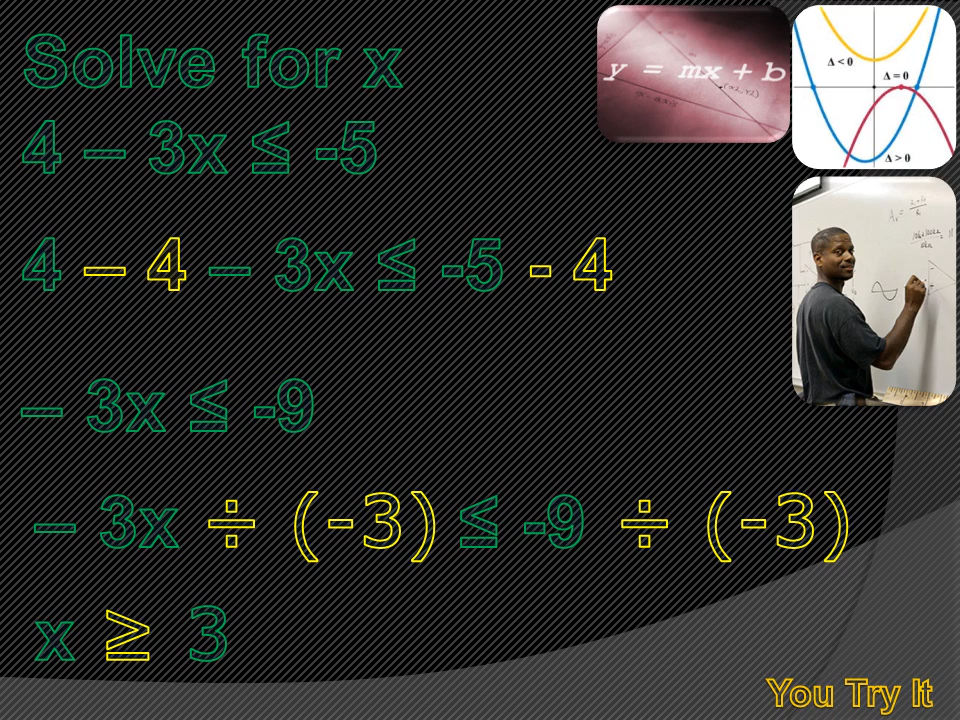 Solve for x
4 – 3x ≤ -5
4 – 4 – 3x ≤ -5 - 4
– 3x ≤ -9
– 3x ÷ (-3) ≤ -9 ÷ (-3)
x ≥ 3
y = mx + b
Δ < 0
Δ = 0
Δ > 0
You Try It